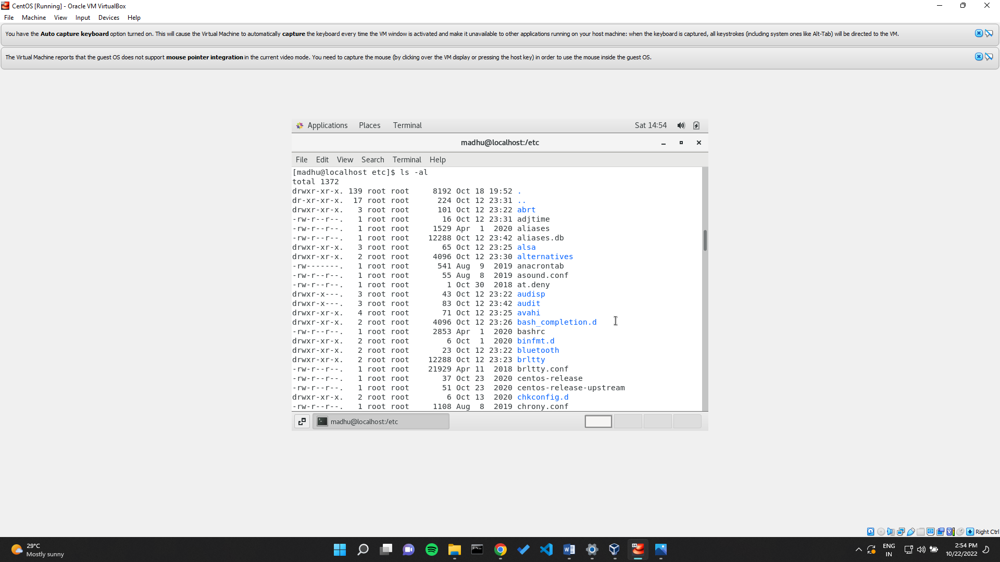 CentOS [Running] - Oracle VM VirtualBox
File Machine View Input Devices Help
You have the Auto capture keyboard option turned on. This will cause the Virtual Machine to automatically capture the keyboard every time the VM window is activated and make it unavailable to other applications running on your host machine: when the keyboard is captured, all keystrokes (including system ones like Alt-Tab) will be directed to the VM.
The Virtual Machine reports that the guest OS does not support mouse pointer integration in the current video mode. You need to capture the mouse (by clicking over the VM display or pressing the host key) in order to use the mouse inside the guest OS.
Applications Places Terminal Sat 14:54
madhu@localhost:/etc
File Edit View Search Terminal Help
[madhu@localhost etc]$ ls -al
total 1372
drwxr-xr-x. 139 root root 8192 Oct 18 19:52 .
dr-xr-xr-x. 17 root root 224 Oct 12 23:31 ..
drwxr-xr-x. 3 root root 101 Oct 12 23:22 abrt
-rw-r--r--. 1 root root 16 Oct 12 23:31 adjtime
-rw-r--r--. 1 root root 1529 Apr 1 2020 aliases
-rw-r--r--. 1 root root 12288 Oct 12 23:42 aliases.db
drwxr-xr-x. 3 root root 65 Oct 12 23:25 alsa
drwxr-xr-x. 2 root root 4096 Oct 12 23:30 alternatives
-rw-------. 1 root root 541 Aug 9 2019 anacrontab
-rw-r--r--. 1 root root 55 Aug 8 2019 asound.conf
-rw-r--r--. 1 root root 1 Oct 30 2018 at.deny
drwxr-x---. 3 root root 43 Oct 12 23:22 audisp
drwxr-x---. 3 root root 83 Oct 12 23:42 audit
drwxr-xr-x. 4 root root 71 Oct 12 23:25 avahi
drwxr-xr-x. 2 root root 4096 Oct 12 23:26 bash_completion.d
-rw-r--r--. 1 root root 2853 Apr 1 2020 bashrc
drwxr-xr-x. 2 root root 6 Oct 1 2020 binfmt.d
drwxr-xr-x. 2 root root 23 Oct 12 23:22 bluetooth
drwxr-xr-x. 2 root root 12288 Oct 12 23:23 brltty
-rw-r--r--. 1 root root 21929 Apr 11 2018 brltty.conf
-rw-r--r--. 1 root root 37 Oct 23 2020 centos-release
-rw-r--r--. 1 root root 51 Oct 23 2020 centos-release-upstream
drwxr-xr-x. 2 root root 6 Oct 13 2020 chkconfig.d
-rw-r--r--. 1 root root 1108 Aug 8 2019 chrony.conf
madhu@localhost:/etc
Right Ctrl
29°C
Mostly sunny
ENG
IN
2:54 PM
10/22/2022